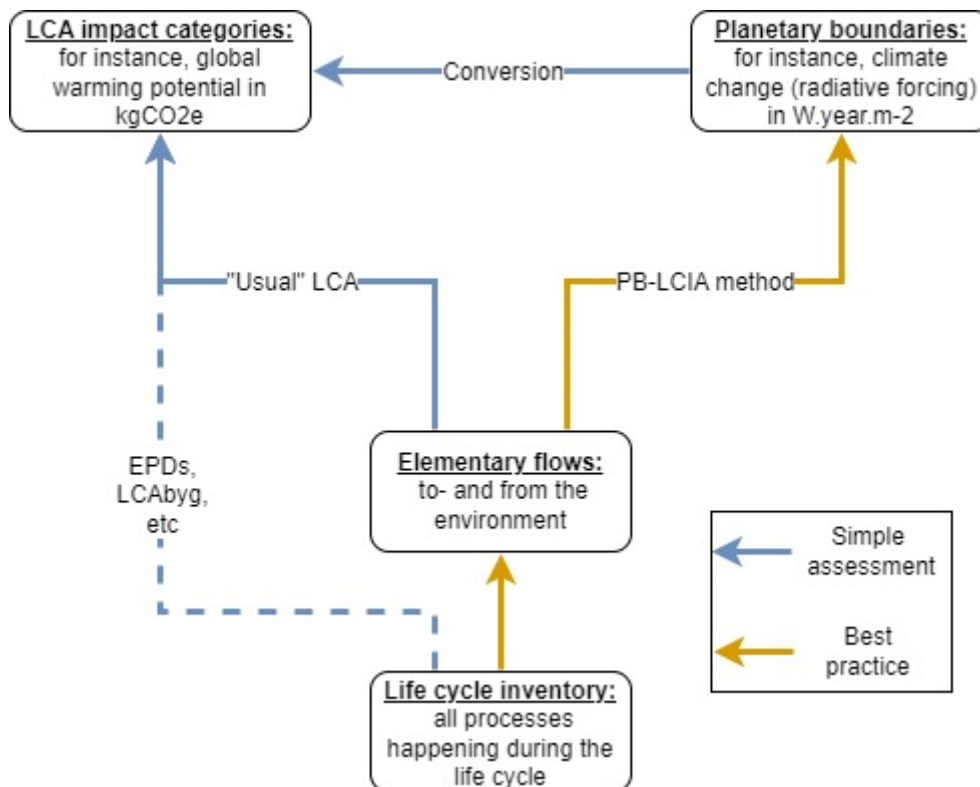 LCA impact categories:
for instance, global
warming potential in
kgCO2e
Conversion
Planetary boundaries:
for instance, climate
change (radiative forcing)
in W.year.m-2
"Usual" LCA
PB-LCIA method
EPDs,
LCAbyg,
etc
Elementary flows:
to- and from the
environment
Life cycle inventory:
all processes
happening during the
life cycle
Simple
assessment
Best
practice